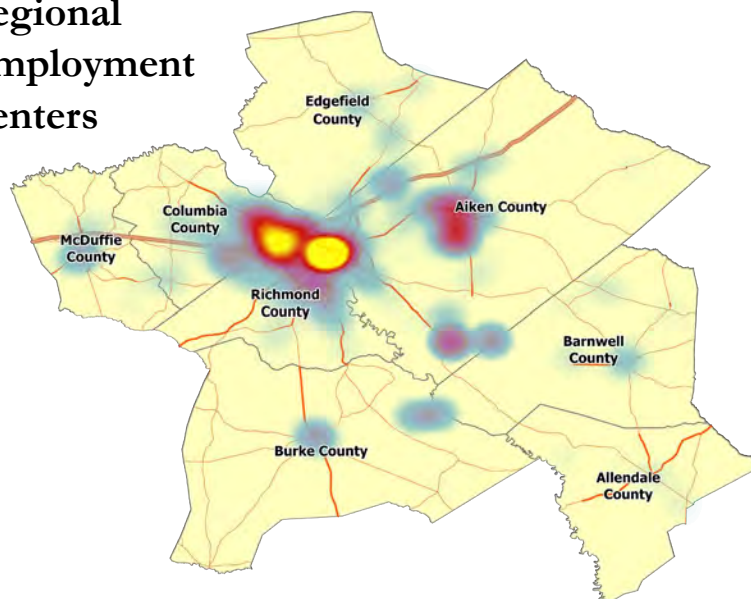 egional
mployment
enters
Edgefield
County
Columbia
County
Aiken County
McDuffie
County
Richmond
County
Barnwell
County
Burke County
Allendale
County